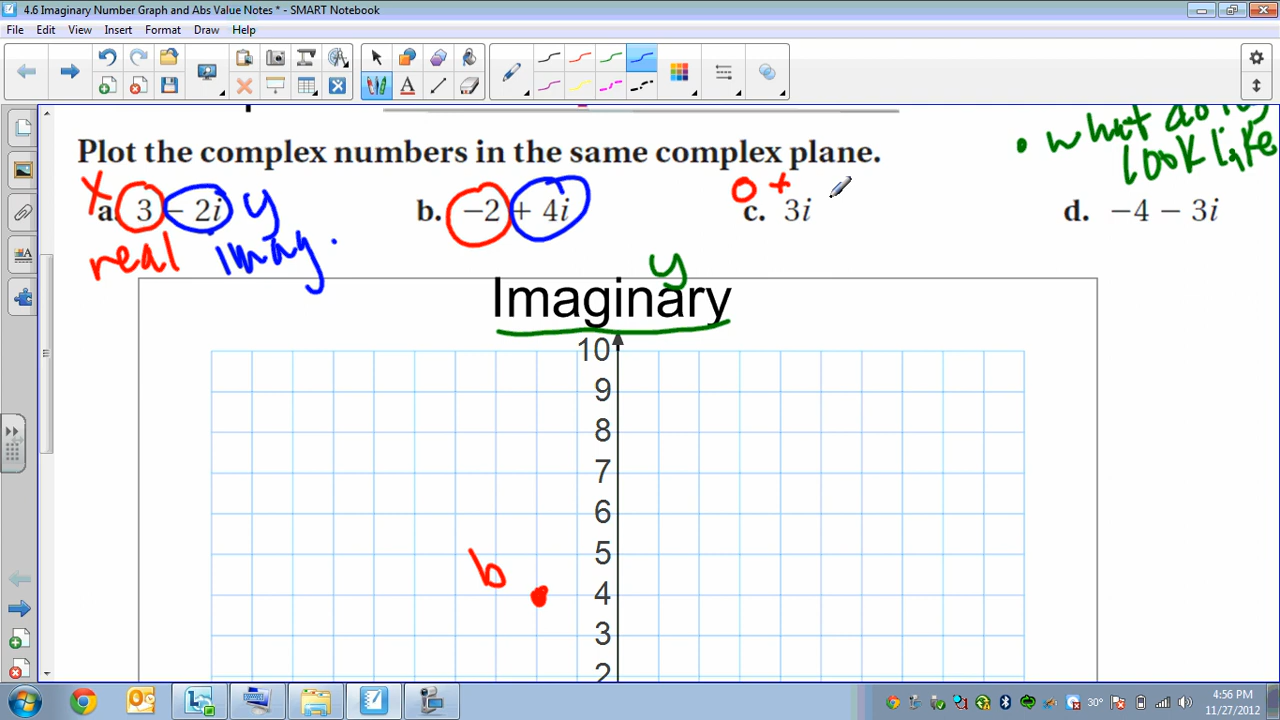 4.6 Imaginary Number Graph and Abs Value Notes * - SMART Notebook
File Edit View Insert Format Tools Draw Help
Plot the complex numbers in the same complex plane.
• what do they
look like
x
0 +
a. 3 − 2i y
b. −2 + 4i
c. 3i
d. −4 − 3i
real imag.
y
Imaginary
10
9
8
7
6
5
b
4
3
2
30°
4:56 PM
11/27/2012